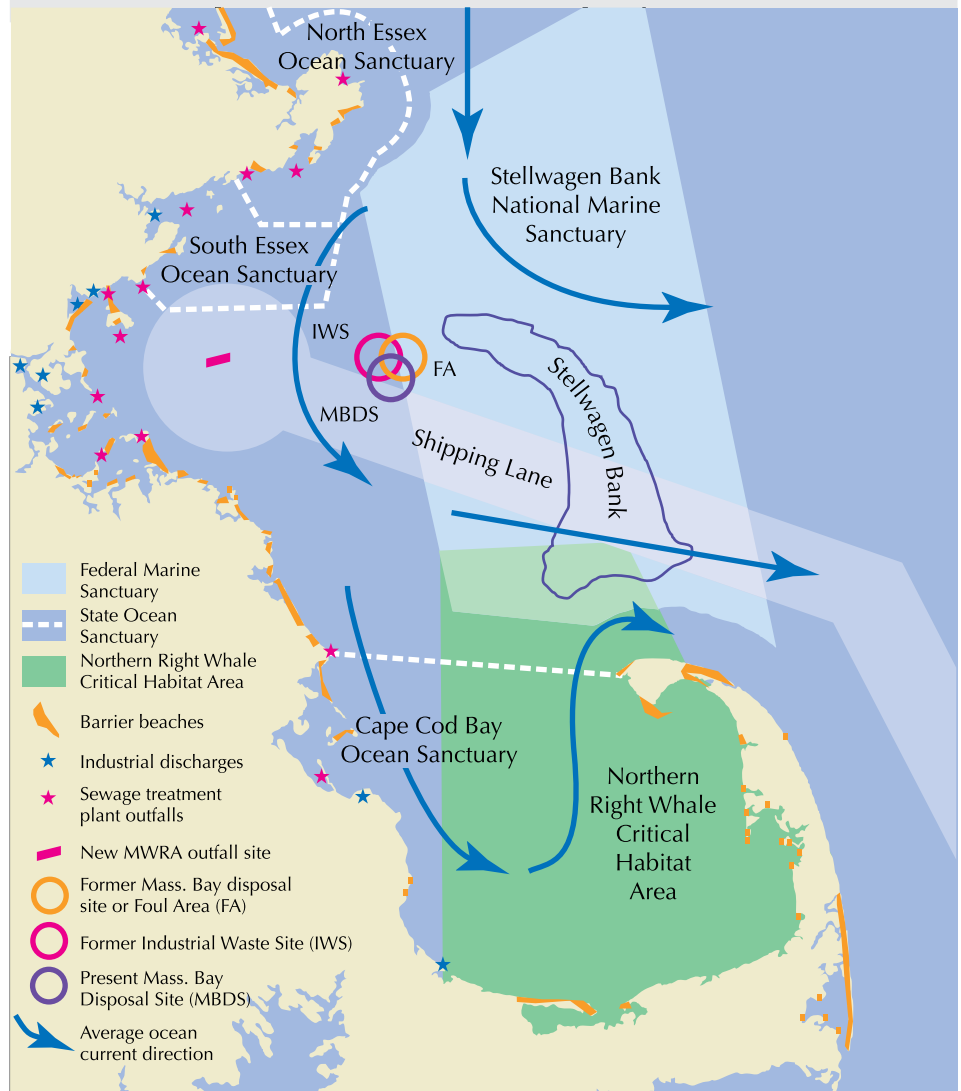 North Essex
Ocean Sanctuary
Stellwagen Bank
National Marine
Sanctuary
South Essex
Ocean Sanctuary
IWS
FA
MBDS
Shipping Lane
Stellwagen Bank
Federal Marine
Sanctuary
State Ocean
Sanctuary
Northern Right Whale
Critical Habitat Area
Barrier beaches
Industrial discharges
Sewage treatment
plant outfalls
New MWRA outfall site
Former Mass. Bay disposal
site or Foul Area (FA)
Former Industrial Waste Site (IWS)
Present Mass. Bay
Disposal Site (MBDS)
Average ocean
current direction
Cape Cod Bay
Ocean Sanctuary
Northern
Right Whale
Critical
Habitat
Area